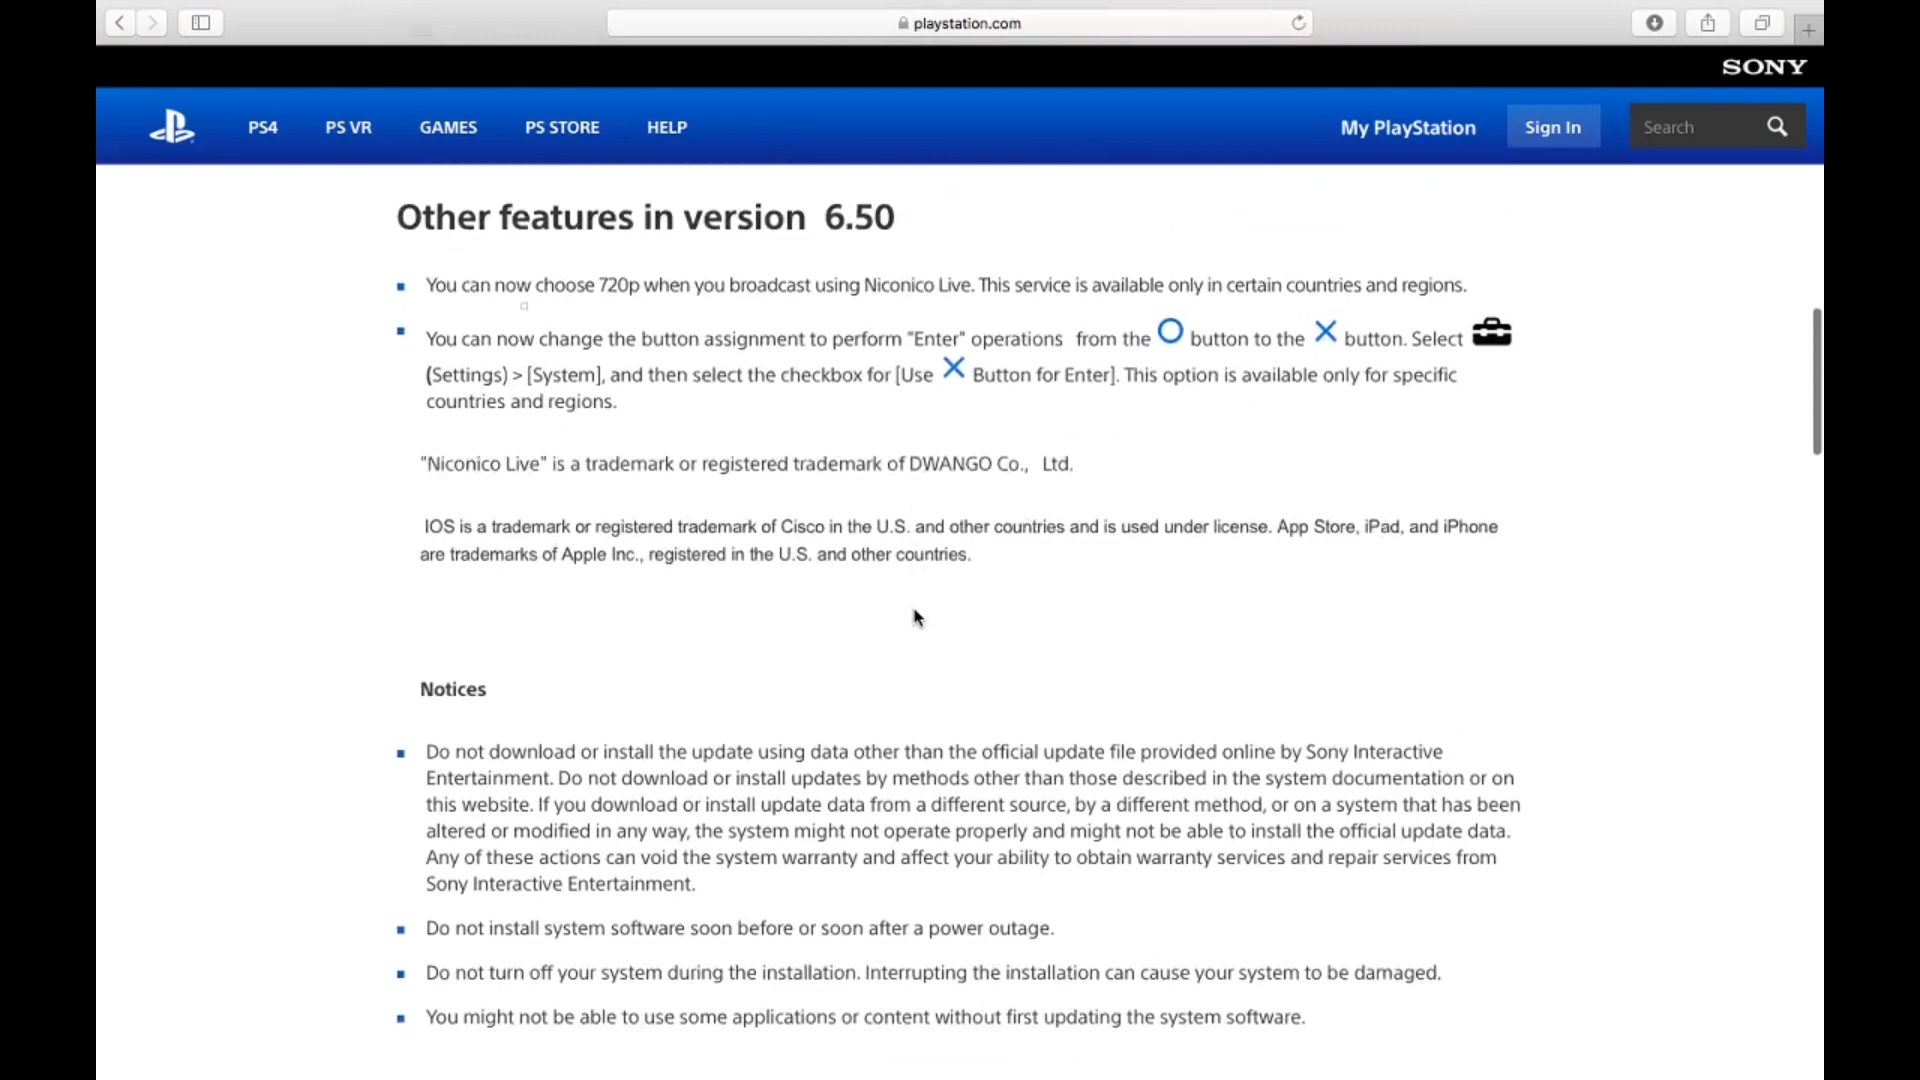 playstation.com
SONY
PS4
PS VR
GAMES
PS STORE
HELP
My PlayStation
Sign In
Search
Other features in version 6.50
You can now choose 720p when you broadcast using Niconico Live. This service is available only in certain countries and regions.
You can now change the button assignment to perform "Enter" operations from the button to the button. Select
(Settings) > [System], and then select the checkbox for [Use Button for Enter]. This option is available only for specific
countries and regions.
"Niconico Live" is a trademark or registered trademark of DWANGO Co., Ltd.
IOS is a trademark or registered trademark of Cisco in the U.S. and other countries and is used under license. App Store, iPad, and iPhone
are trademarks of Apple Inc., registered in the U.S. and other countries.
Notices
Do not download or install the update using data other than the official update file provided online by Sony Interactive
Entertainment. Do not download or install updates by methods other than those described in the system documentation or on
this website. If you download or install update data from a different source, by a different method, or on a system that has been
altered or modified in any way, the system might not operate properly and might not be able to install the official update data.
Any of these actions can void the system warranty and affect your ability to obtain warranty services and repair services from
Sony Interactive Entertainment.
Do not install system software soon before or soon after a power outage.
Do not turn off your system during the installation. Interrupting the installation can cause your system to be damaged.
You might not be able to use some applications or content without first updating the system software.